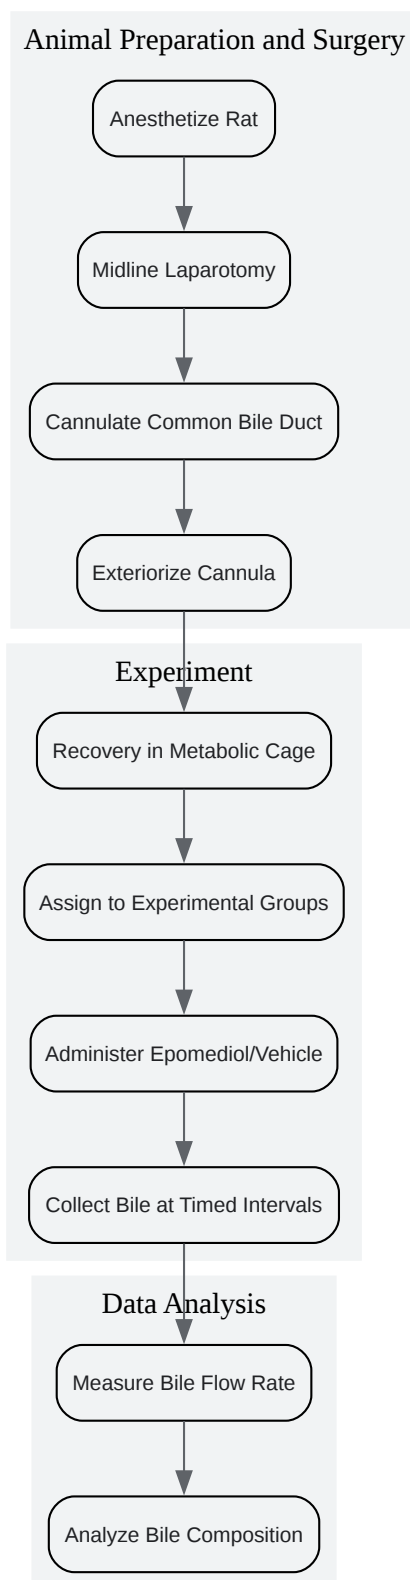 Animal Preparation and Surgery
Anesthetize Rat
Midline Laparotomy
Cannulate Common Bile Duct
Exteriorize Cannula
Experiment
Recovery in Metabolic Cage
Assign to Experimental Groups
Administer Epomediol/Vehicle
Collect Bile at Timed Intervals
Data Analysis
Measure Bile Flow Rate
Analyze Bile Composition